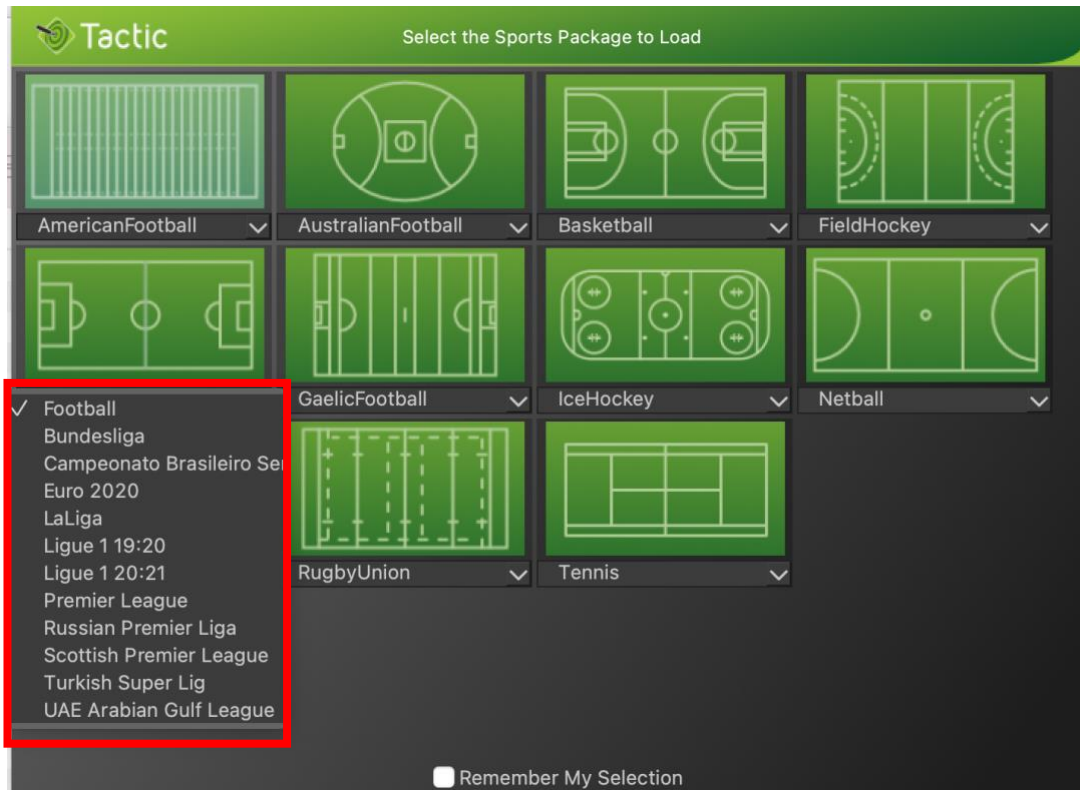 Tactic
Select the Sports Package to Load
AmericanFootball
AustralianFootball
Basketball
FieldHockey
GaelicFootball
IceHockey
Netball
Football
Bundesliga
Campeonato Brasileiro
Euro 2020
LaLiga
Ligue 1 19:20
Ligue 1 20:21
Premier League
Russian Premier Liga
Scottish Premier League
Turkish Super Lig
UAE Arabian Gulf League
RugbyUnion
Tennis
Remember My Selection